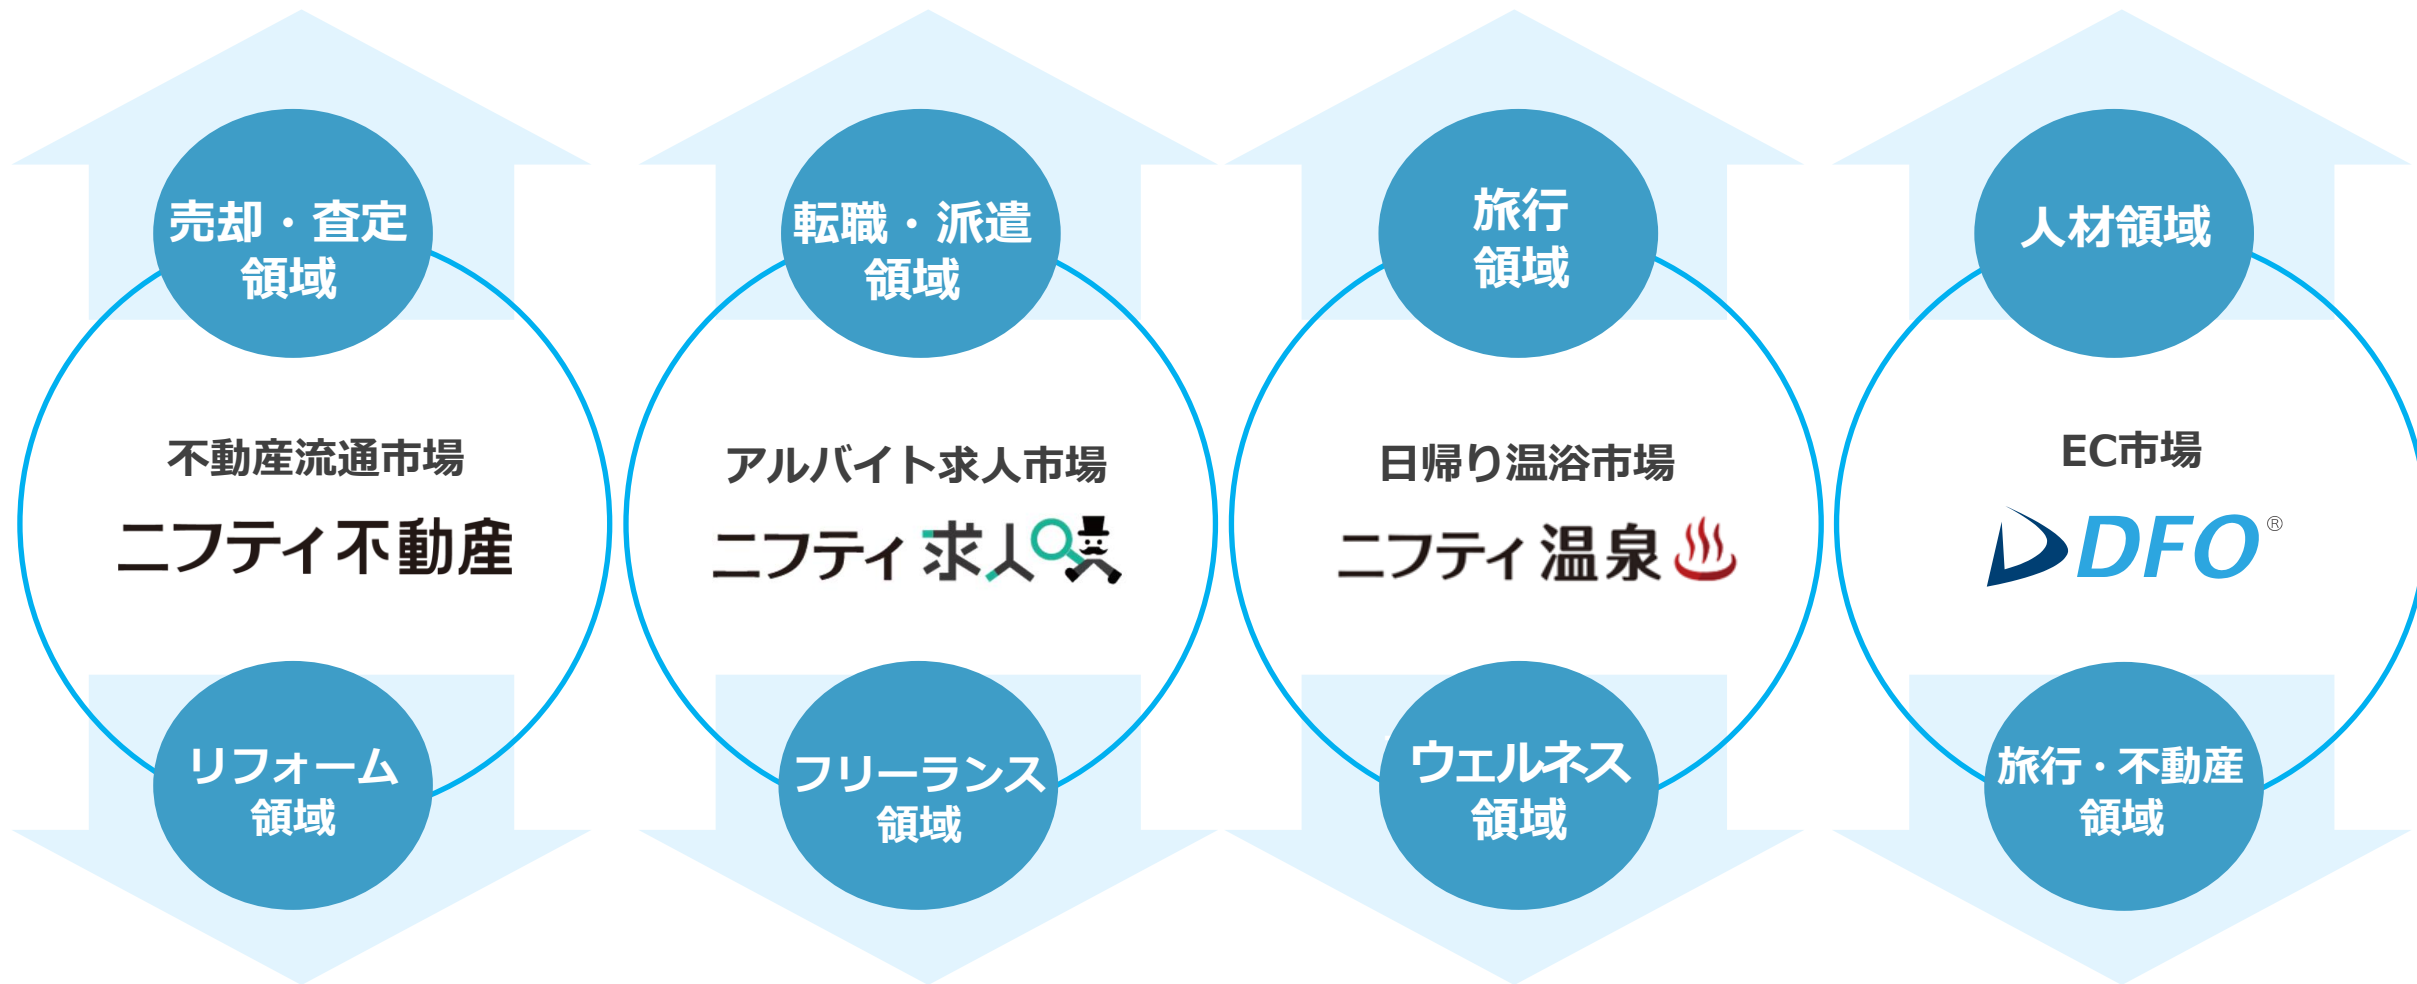 売却・査定
領域
不動産流通市場
ニフティ不動産
リフォーム
領域
転職・派遣
領域
アルバイト求人市場
ニフティ求人
フリーランス
領域
旅行
領域
日帰り温浴市場
ニフティ温泉
ウェルネス
領域
人材領域
EC市場
DFO®
旅行・不動産
領域